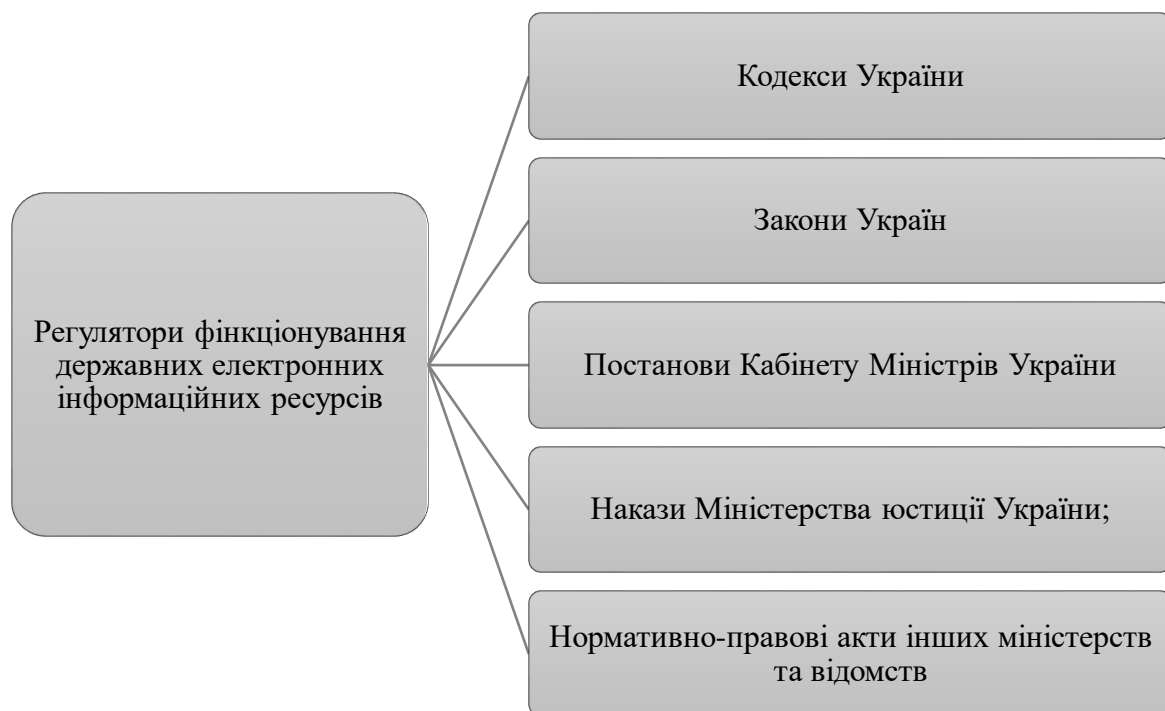 Регулятори фінкціонування
державних електронних
інформаційних ресурсів
Кодекси України
Закони Україн
Постанови Кабінету Міністрів України
Накази Міністерства юстиції України;
Нормативно-правові акти інших міністерств
та відомств